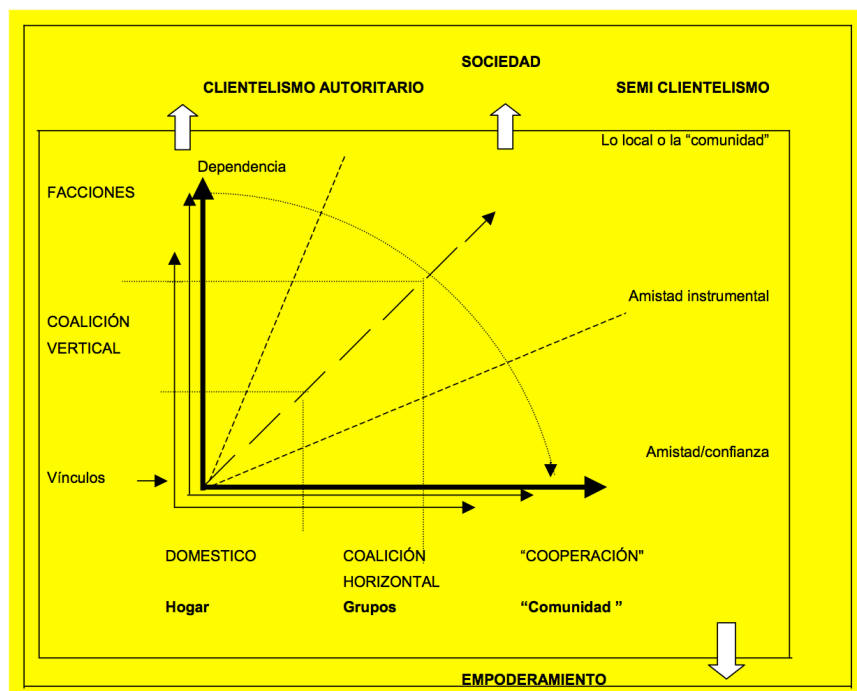 SOCIEDAD
CLIENTELISMO AUTORITARIO
SEMI CLIENTELISMO
Lo local o la “comunidad”
Dependencia
FACCIONES
Amistad instrumental
COALICIÓN
VERTICAL
Amistad/confianza
Vínculos
DOMESTICO
COALICIÓN
HORIZONTAL
“COOPERACIÓN"
Hogar
Grupos
“Comunidad ”
EMPODERAMIENTO